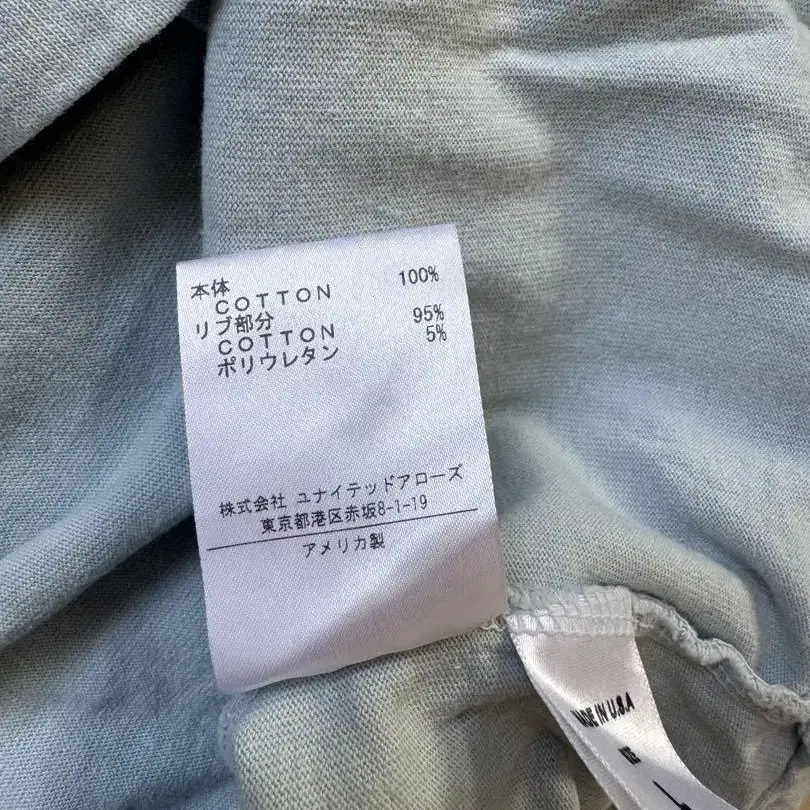 本体
COTTON 100%
リブ部分
COTTON 95%
ポリウレタン 5%
株式会社 ユナイテッドアローズ
東京都港区赤坂8-1-19
アメリカ製
MADE IN U.S.A